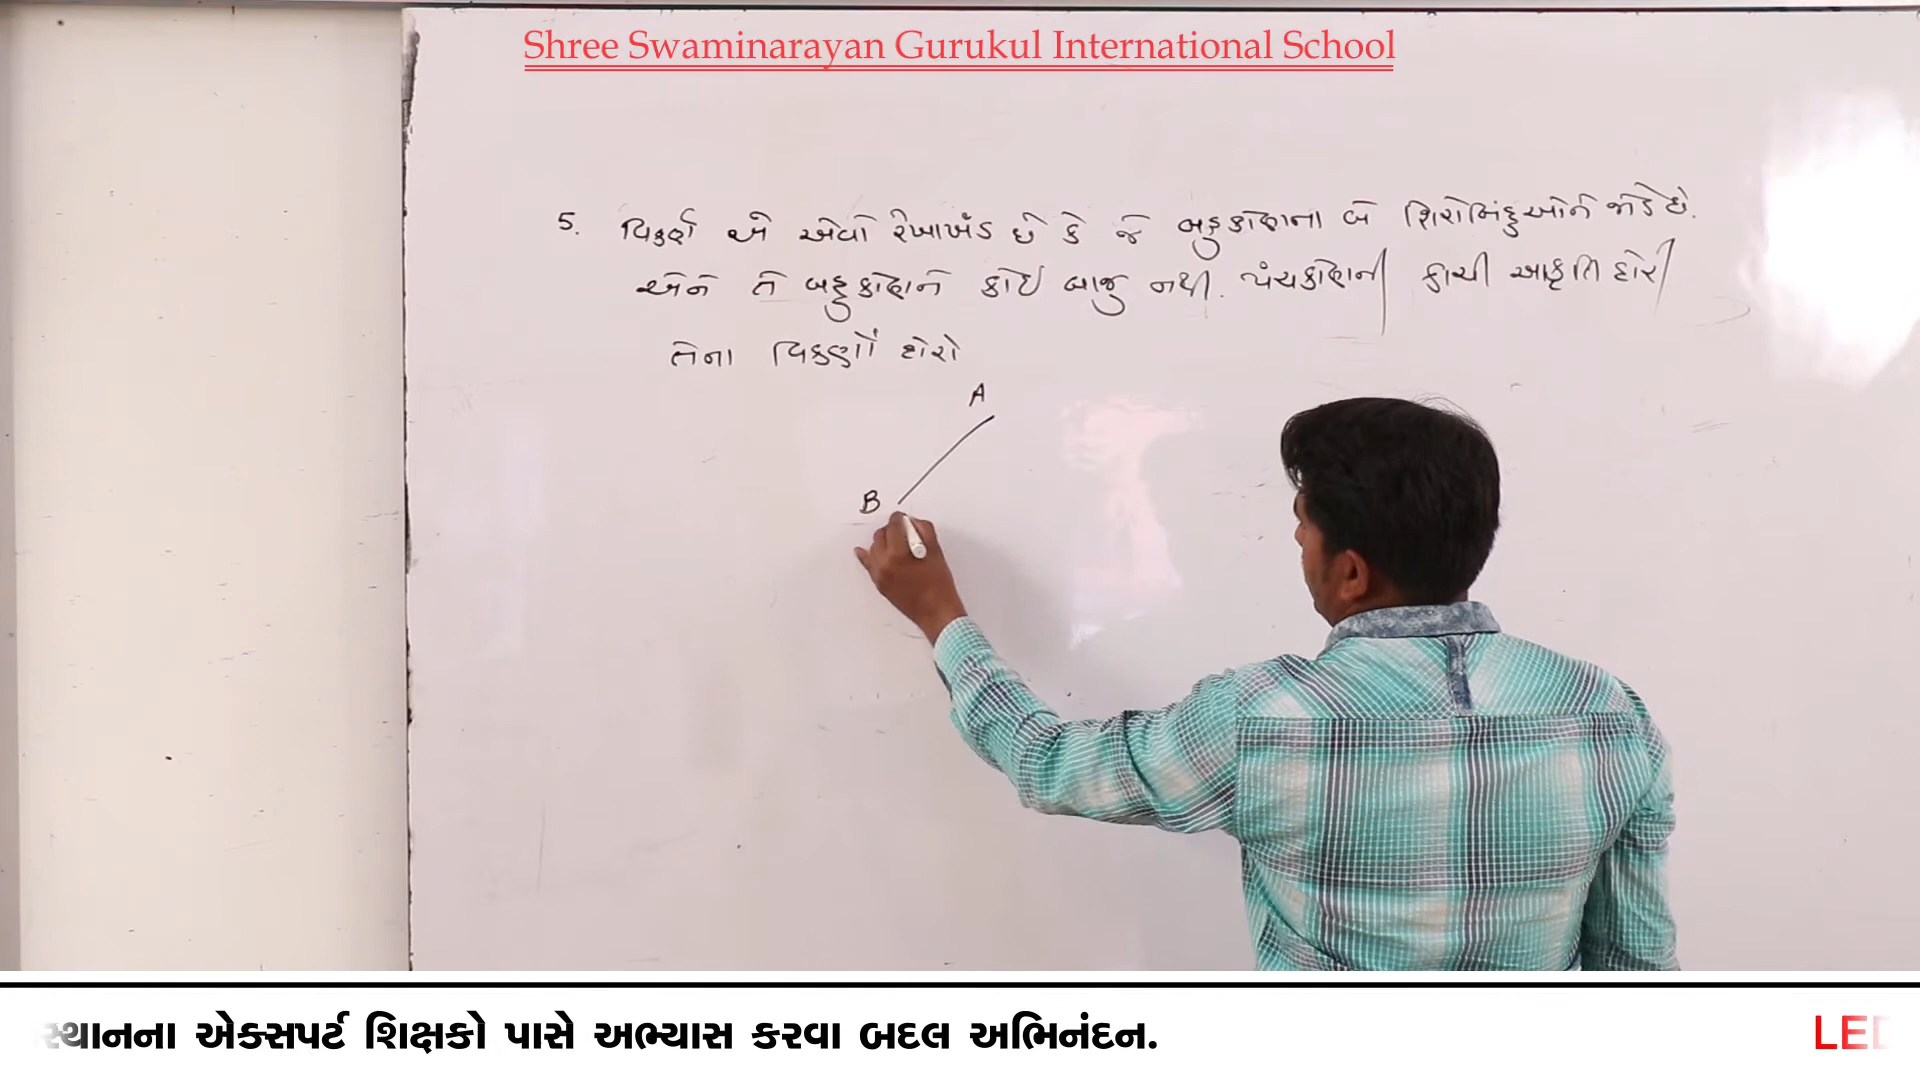 Shree Swaminarayan Gurukul International School
5. વિકર્ણ એ એવો રેખાખંડ છે કે જે બહુકોણના બે શિરોબિંદુઓને જોડે છે.
અને તે બહુકોણને કોઈ બાજુ નથી. પંચકોણની કાચી આકૃતિ દોરી
તેના વિકર્ણો દોરો
A
B
સ્થાનના એક્સપર્ટ શિક્ષકો પાસે અભ્યાસ કરવા બદલ અભિનંદન.
LED